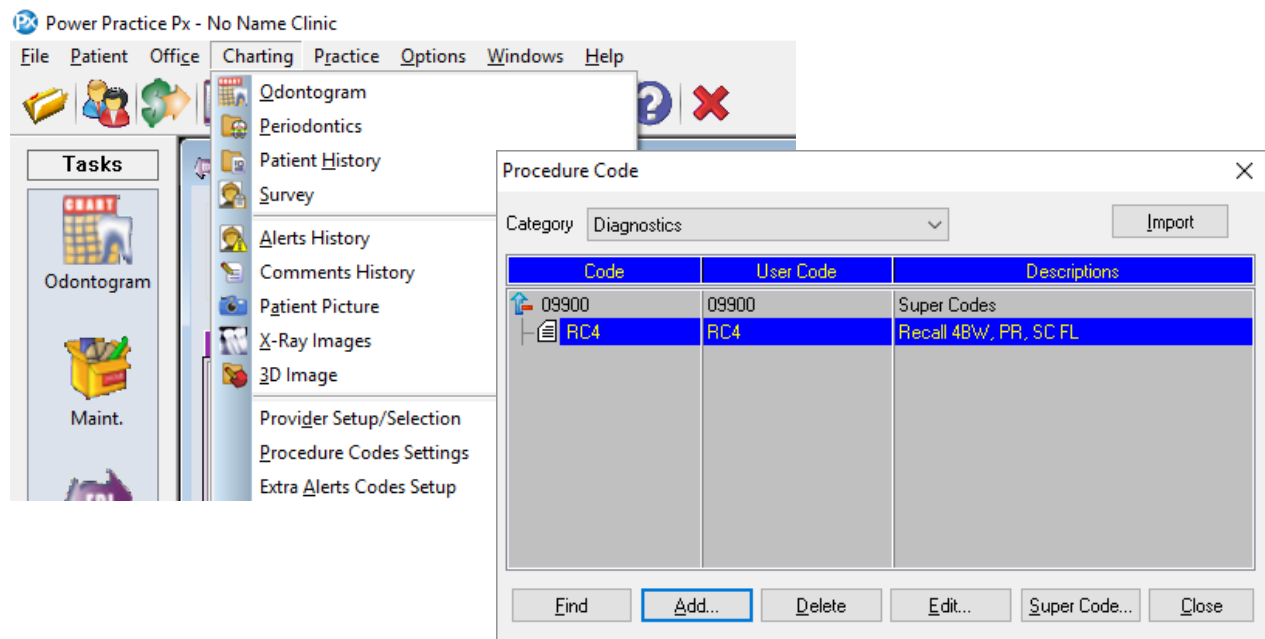 Power Practice Px - No Name Clinic
File Patient Office Charting Practice Options Windows Help
Tasks
CHART
Odontogram
Maint.
Odontogram
Periodontics
Patient History
Survey
Alerts History
Comments History
Patient Picture
X-Ray Images
3D Image
Provider Setup/Selection
Procedure Codes Settings
Extra Alerts Codes Setup
Procedure Code
Category Diagnostics Import
Code User Code Descriptions
09900 09900 Super Codes
RC4 RC4 Recall 4BW, PR, SC FL
Find Add... Delete Edit... Super Code... Close